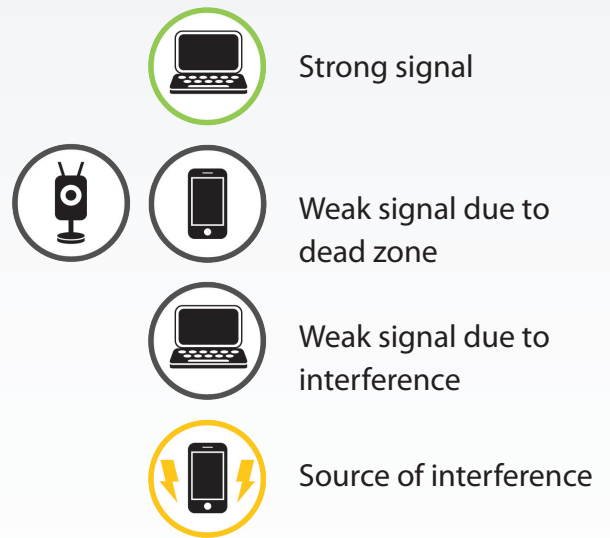 Strong signal
Weak signal due to
dead zone
Weak signal due to
interference
Source of interference